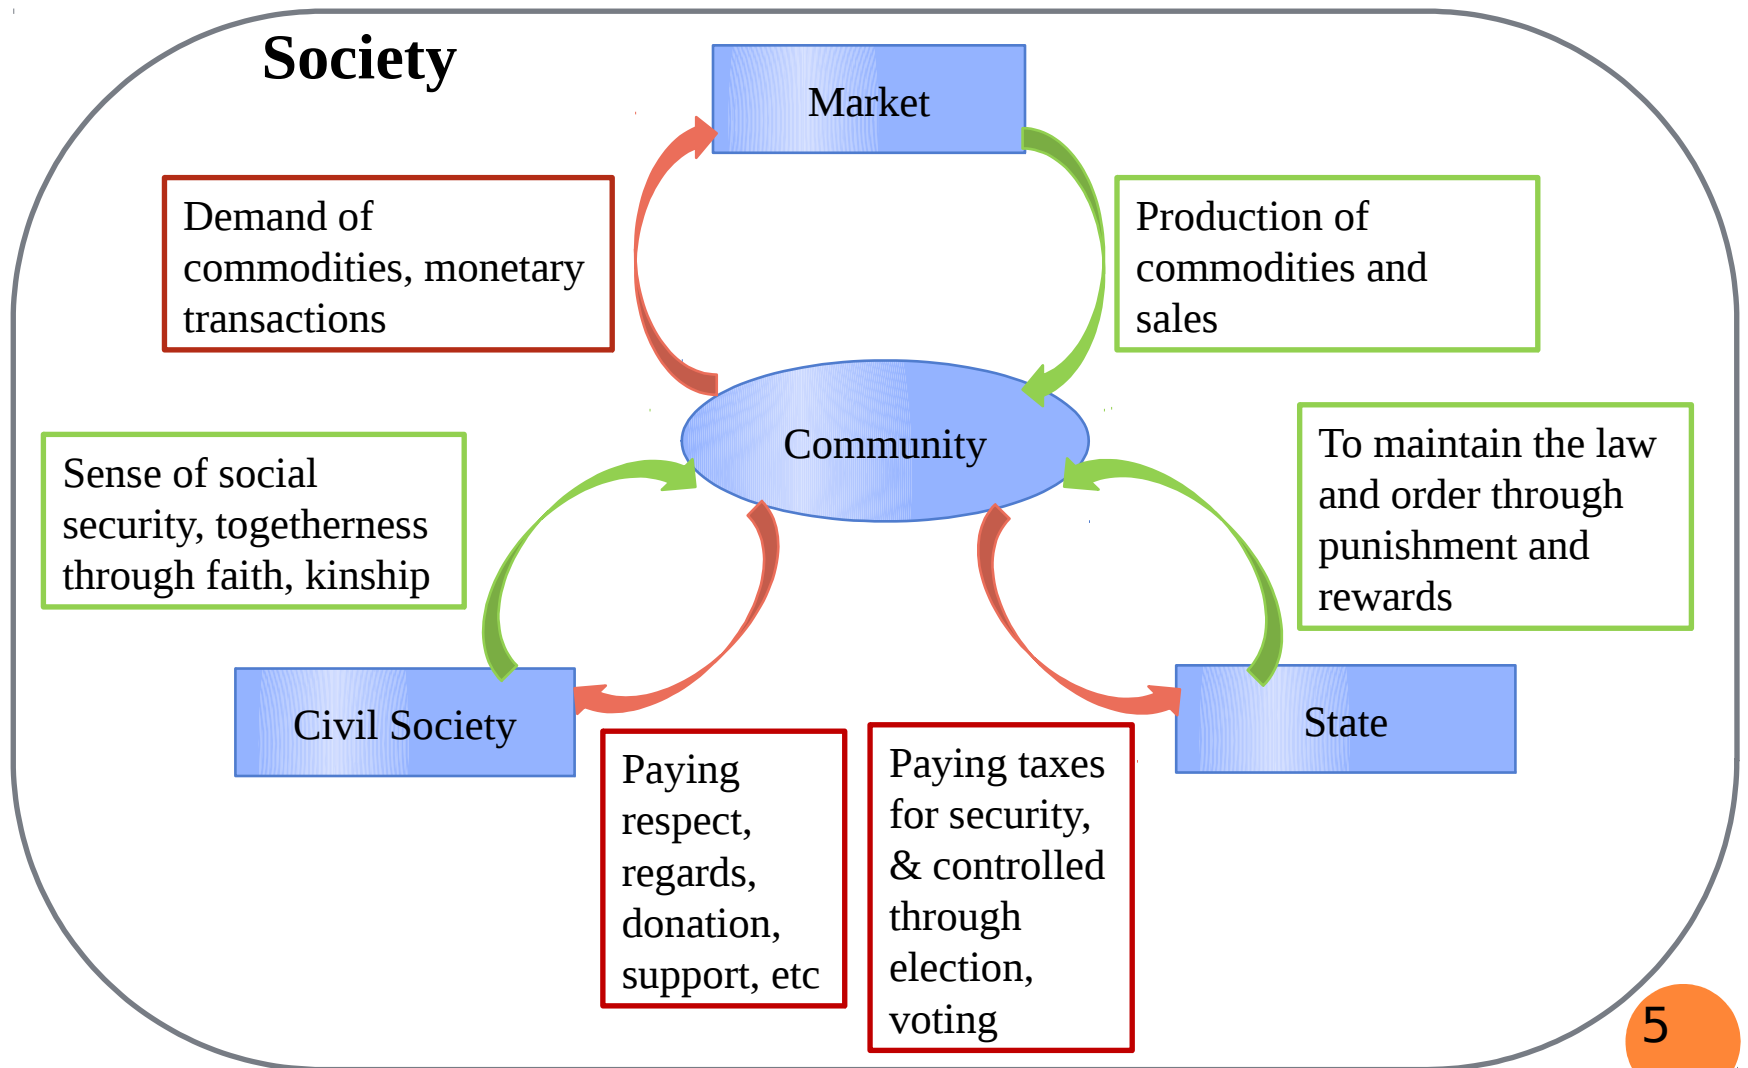 Society
Market
Demand of
commodities, monetary
transactions
Production of
commodities and
sales
Community
Sense of social
security, togetherness
through faith, kinship
To maintain the law
and order through
punishment and
rewards
Civil Society
State
Paying
respect,
regards,
donation,
support, etc
Paying taxes
for security,
& controlled
through
election,
voting
5